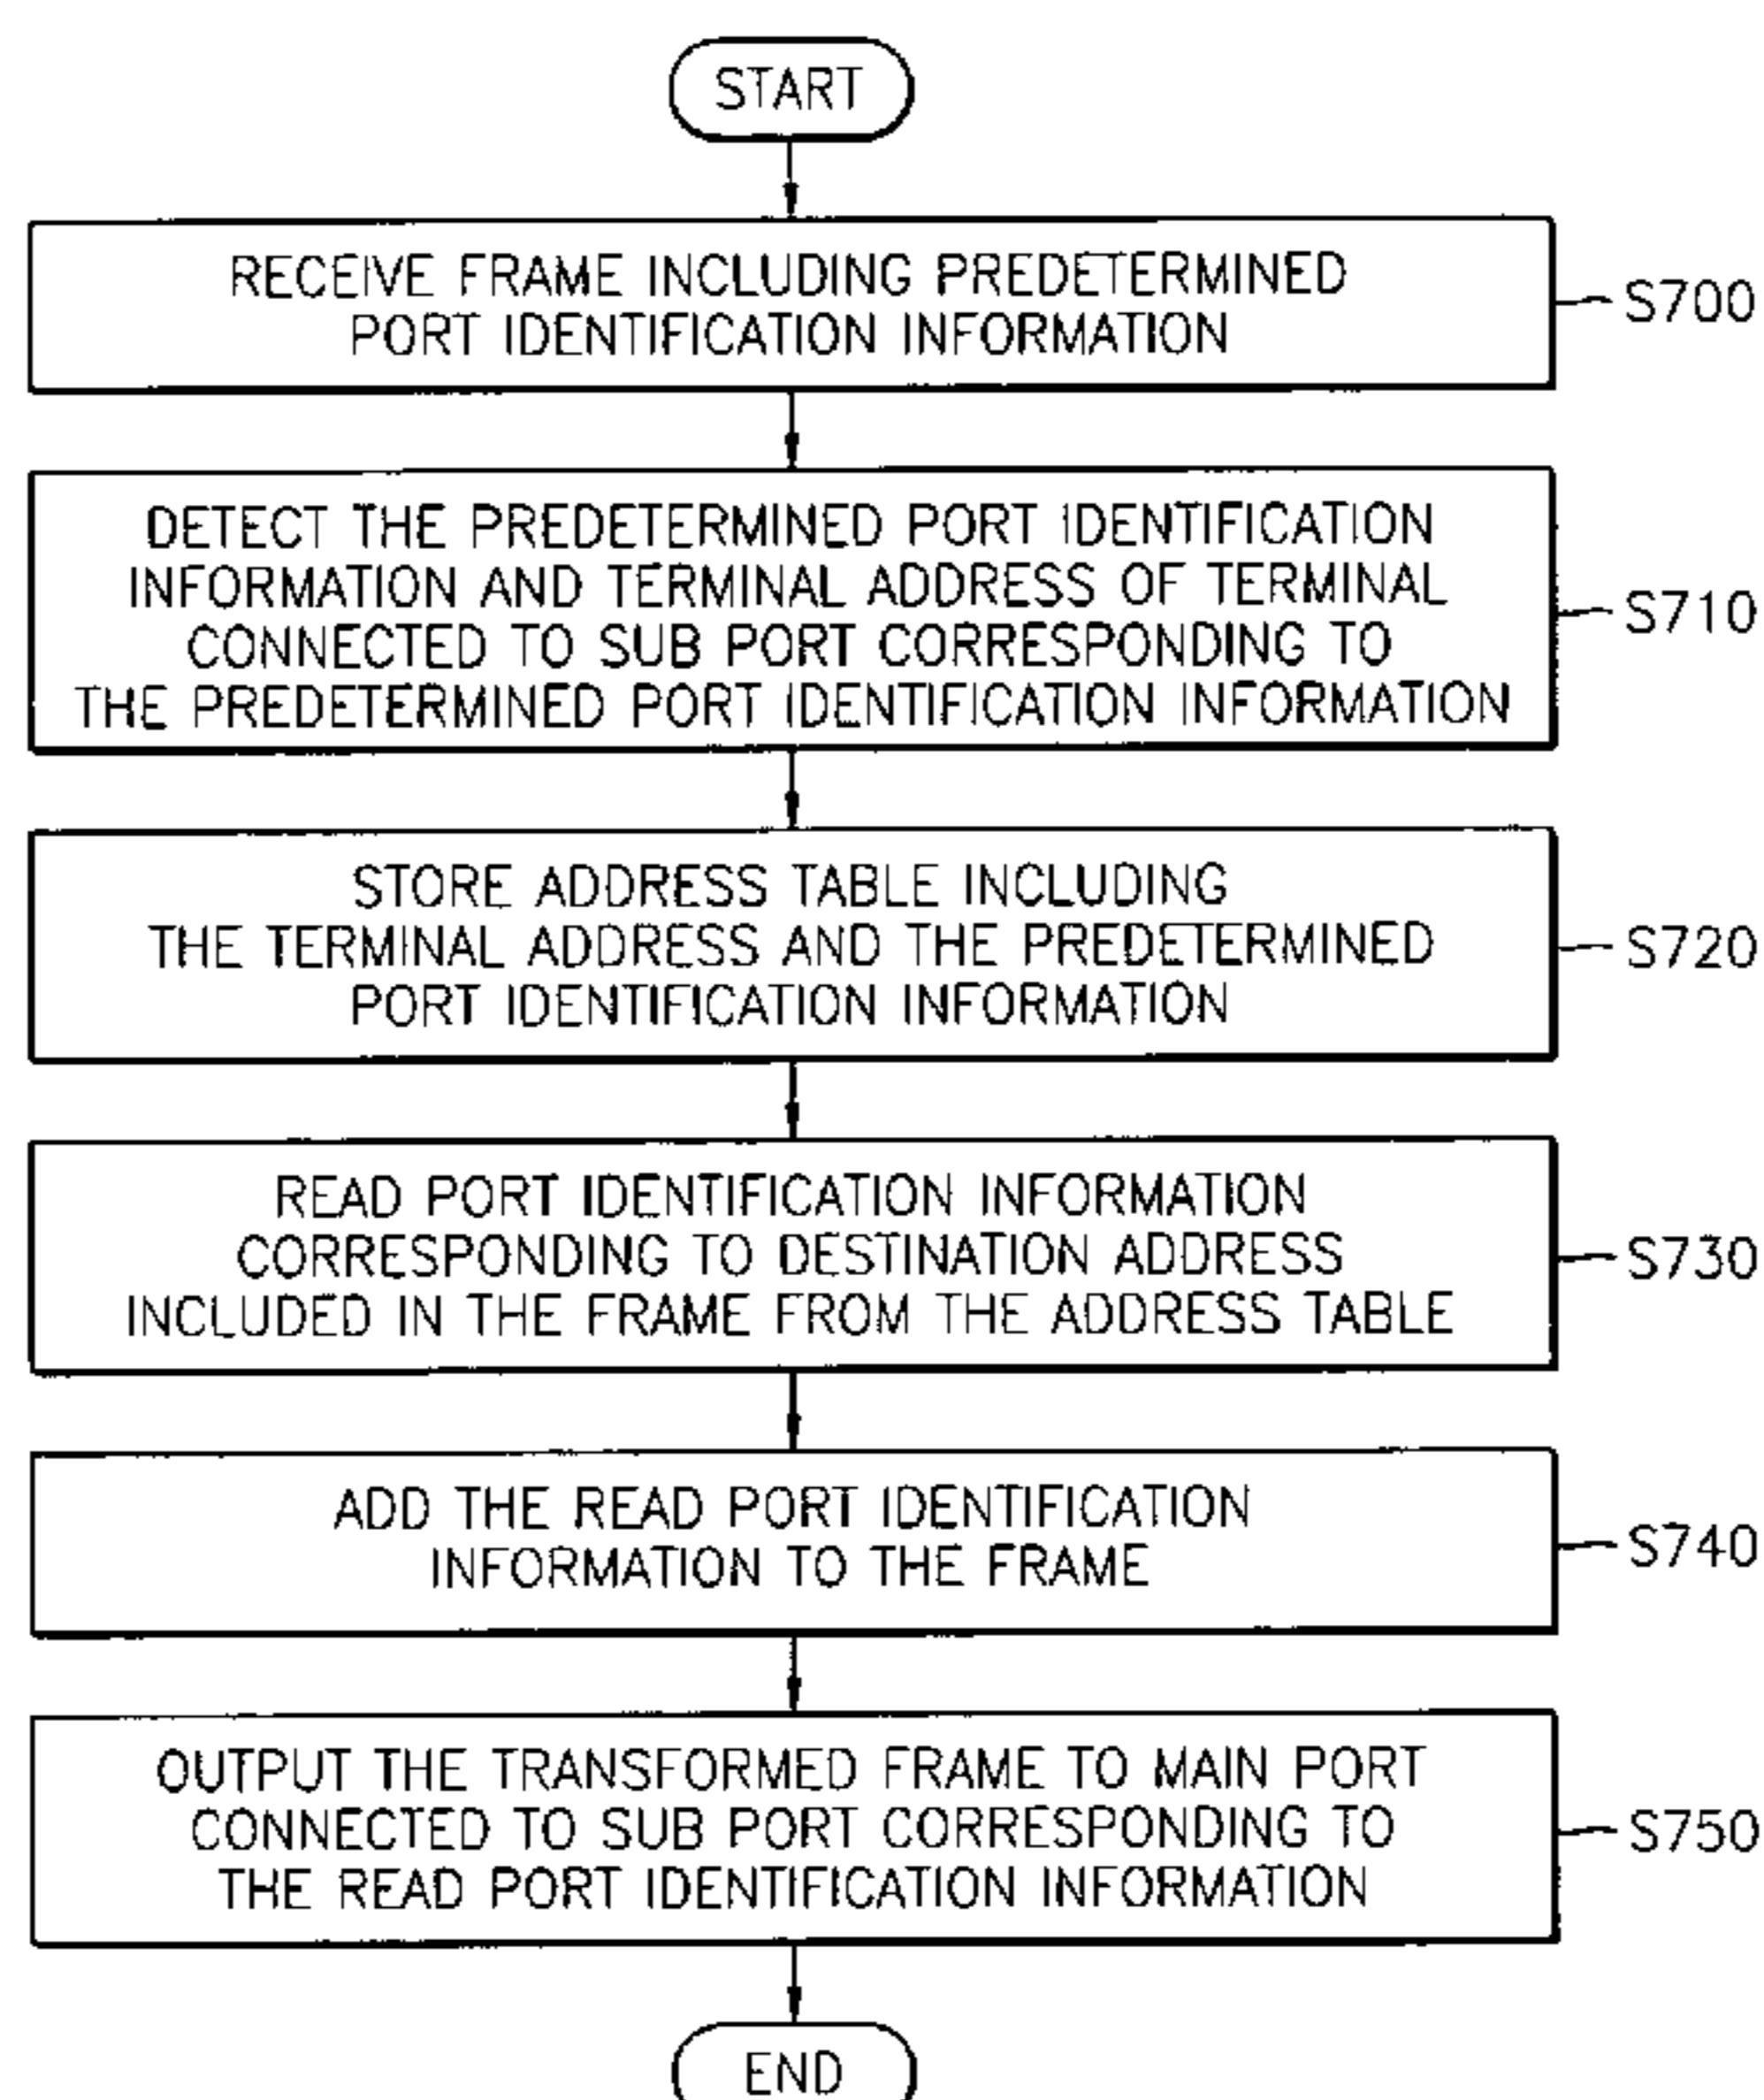 START
RECEIVE FRAME INCLUDING PREDETERMINED
PORT IDENTIFICATION INFORMATION
S700
DETECT THE PREDETERMINED PORT IDENTIFICATION
INFORMATION AND TERMINAL ADDRESS OF TERMINAL
CONNECTED TO SUB PORT CORRESPONDING TO
THE PREDETERMINED PORT IDENTIFICATION INFORMATION
S710
STORE ADDRESS TABLE INCLUDING
THE TERMINAL ADDRESS AND THE PREDETERMINED
PORT IDENTIFICATION INFORMATION
S720
READ PORT IDENTIFICATION INFORMATION
CORRESPONDING TO DESTINATION ADDRESS
INCLUDED IN THE FRAME FROM THE ADDRESS TABLE
S730
ADD THE READ PORT IDENTIFICATION
INFORMATION TO THE FRAME
S740
OUTPUT THE TRANSFORMED FRAME TO MAIN PORT
CONNECTED TO SUB PORT CORRESPONDING TO
THE READ PORT IDENTIFICATION INFORMATION
S750
END